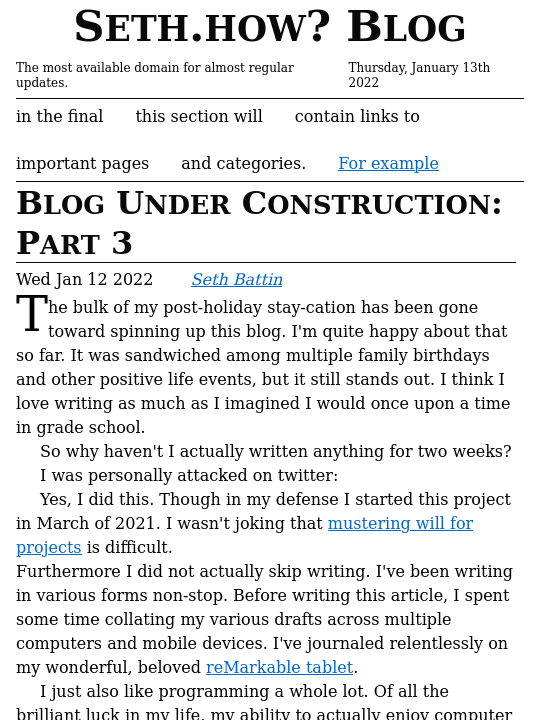 SETH.HOW? BLOG
The most available domain for almost regular updates.
Thursday, January 13th 2022
in the final this section will contain links to
important pages and categories. For example
BLOG UNDER CONSTRUCTION:
PART 3
Wed Jan 12 2022 Seth Battin
The bulk of my post-holiday stay-cation has been gone
toward spinning up this blog. I'm quite happy about that
so far. It was sandwiched among multiple family birthdays
and other positive life events, but it still stands out. I think I
love writing as much as I imagined I would once upon a time
in grade school.
So why haven't I actually written anything for two weeks?
I was personally attacked on twitter:
Yes, I did this. Though in my defense I started this project
in March of 2021. I wasn't joking that mustering will for
projects is difficult.
Furthermore I did not actually skip writing. I've been writing
in various forms non-stop. Before writing this article, I spent
some time collating my various drafts across multiple
computers and mobile devices. I've journaled relentlessly on
my wonderful, beloved reMarkable tablet.
I just also like programming a whole lot. Of all the
brilliant luck in my life, my ability to actually enjoy computer